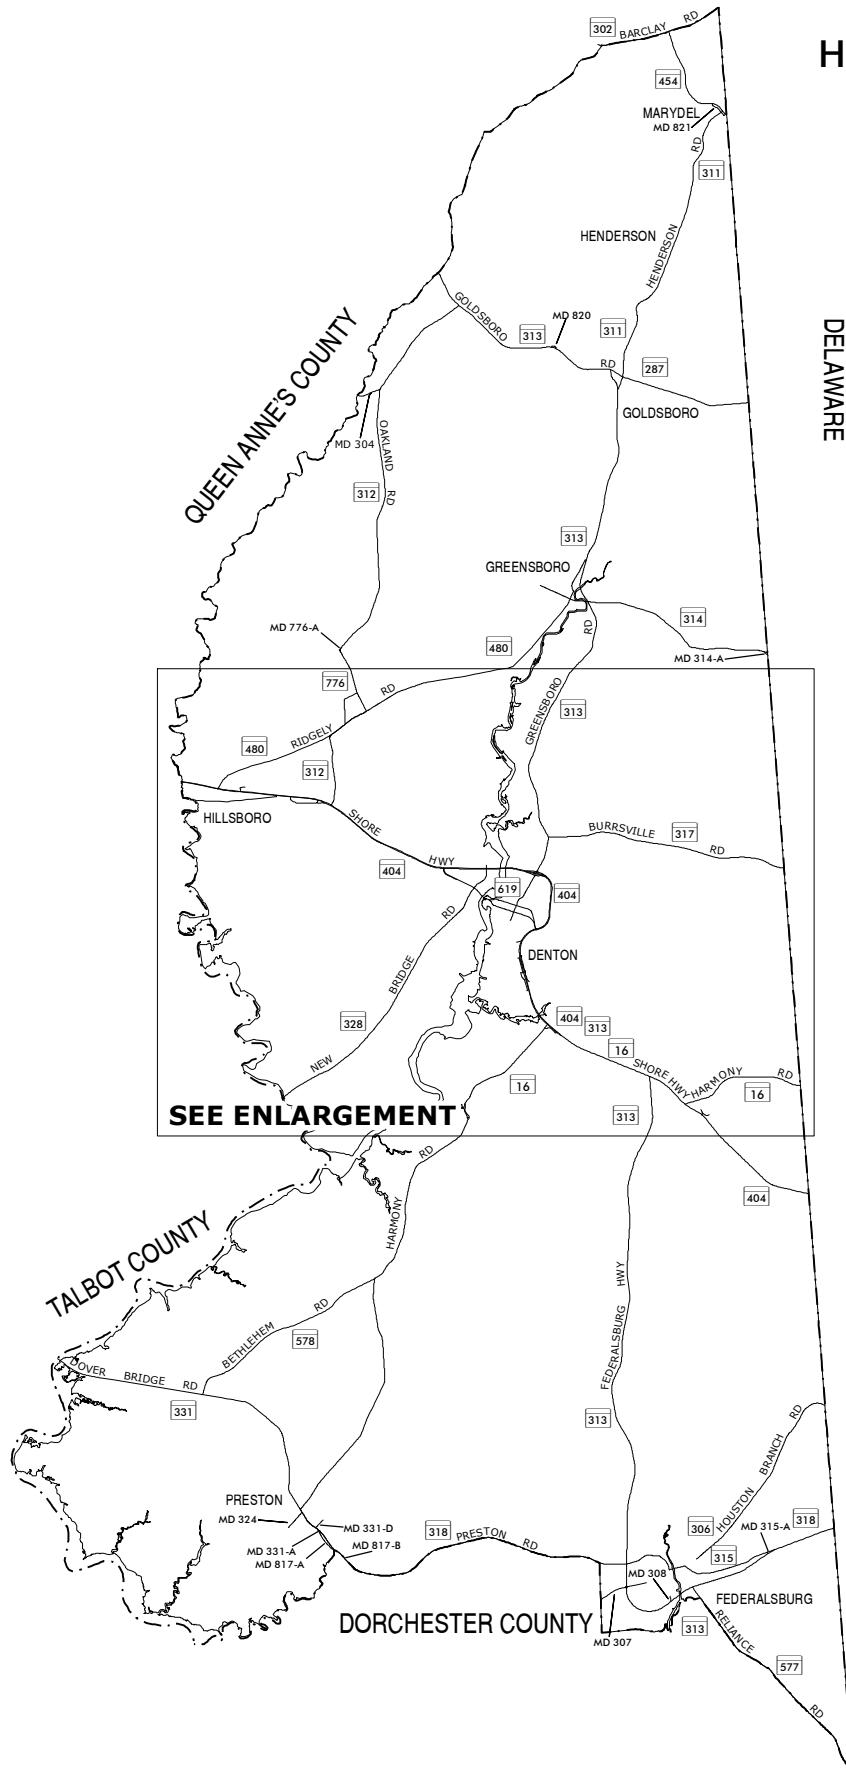 302
BARCLAY RD
H
454
MARYDEL
MD 821
RD
311
HENDERSON
HENDERSON
QUEEN ANNE'S COUNTY
GOLDSBORO
313
MD 820
311
RD
287
DELAWARE
GOLDSBORO
MD 304
OAKLAND
312
RD
313
GREENSBORO
314
MD 776-A
RD
480
MD 314-A
776
RD
GREENSBORO
313
RIDGELY
480
312
HILLSBORO
SHORE
BURRSVILLE
317
RD
404
HWY
619
404
RD
DENTON
BRIDGE
328
404
313
16
NEW
SHORE HWY
HARMONY
RD
16
16
SEE ENLARGEMENT
313
RD
404
HARMONY
TALBOT COUNTY
HWY
RD
BETHLEHEM
578
FEDERALSBURG
DOVER BRIDGE RD
331
313
RD
BRANCH
PRESTON
HOUSTON
MD 324
MD 331-D
318
PRESTON RD
306
MD 315-A
318
MD 331-A
MD 817-B
MD 817-A
315
MD 308
FEDERALSBURG
DORCHESTER COUNTY
MD 307
313
RELIANCE
577
RD